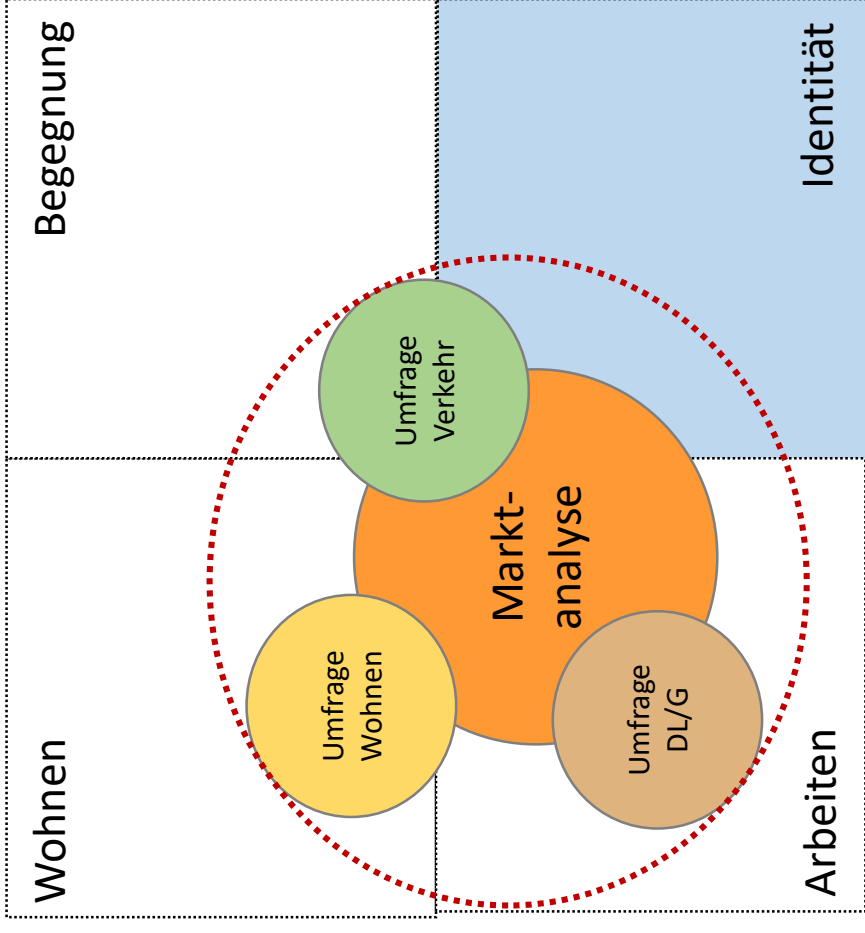 Wohnen
Begegnung
Umfrage
Wohnen
Umfrage
Verkehr
Markt-
analyse
Umfrage
DL/G
Arbeiten
Identität